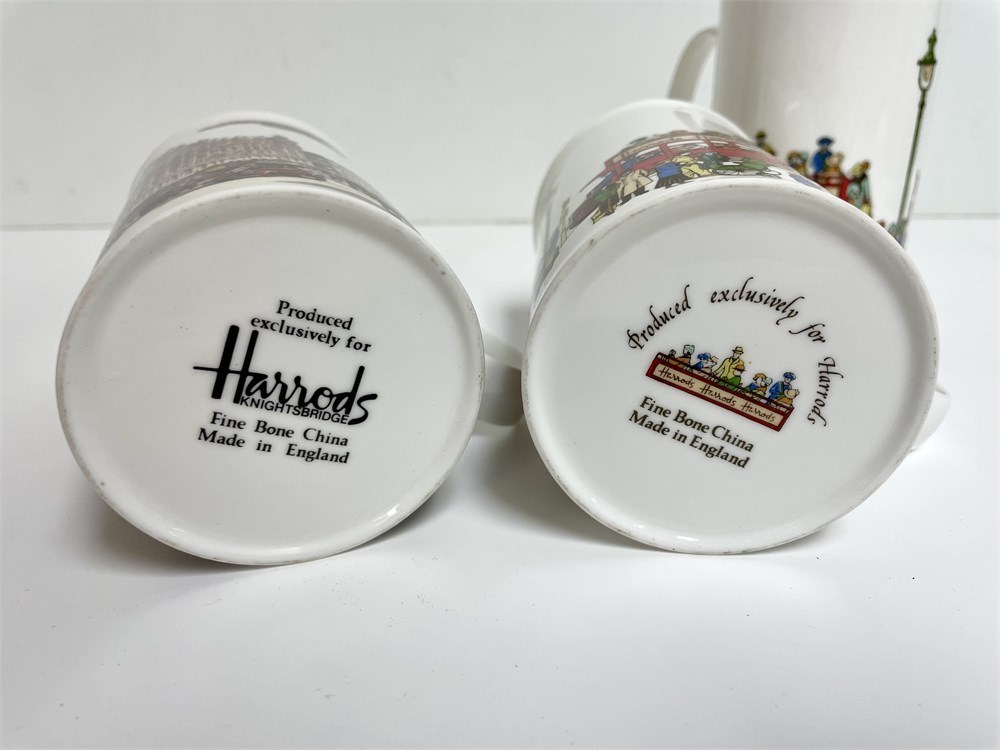 Produced
exclusively for
Harrods
KNIGHTSBRIDGE
Fine Bone China
Made in England
Produced exclusively for Harrods
Harrods Harrods Harrods
Fine Bone China
Made in England